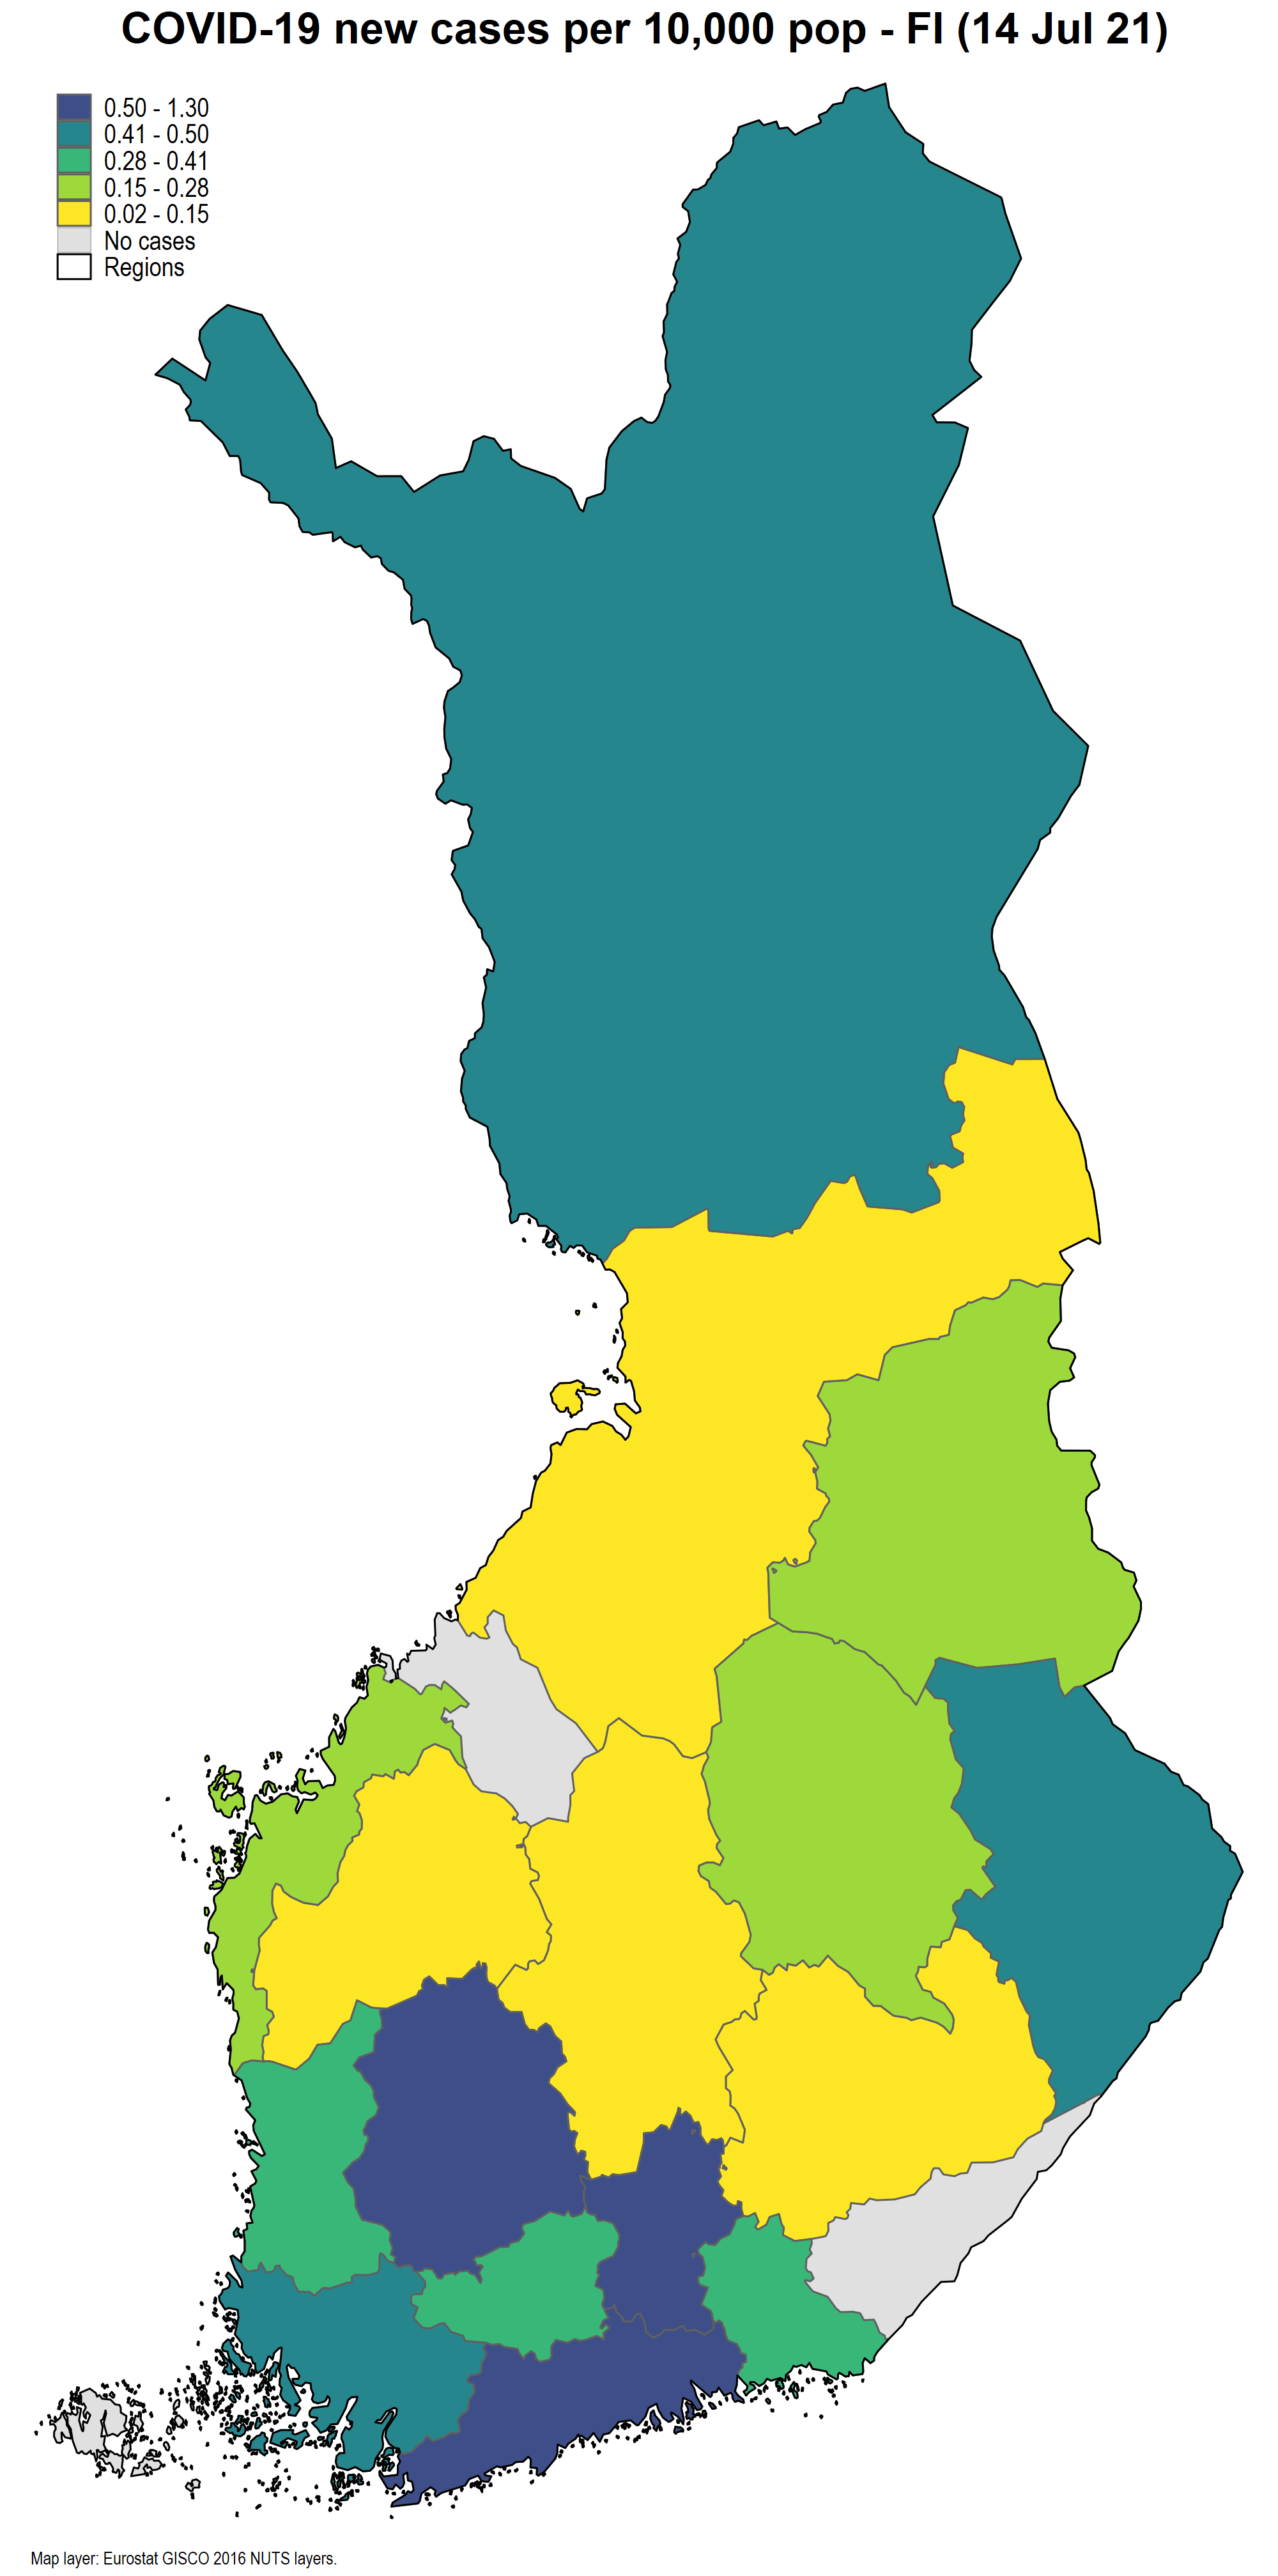 COVID-19 new cases per 10,000 pop - FI (14 Jul 21)
0.50 - 1.30
0.41 - 0.50
0.28 - 0.41
0.15 - 0.28
0.02 - 0.15
No cases
Regions
Map layer: Eurostat GISCO 2016 NUTS layers.